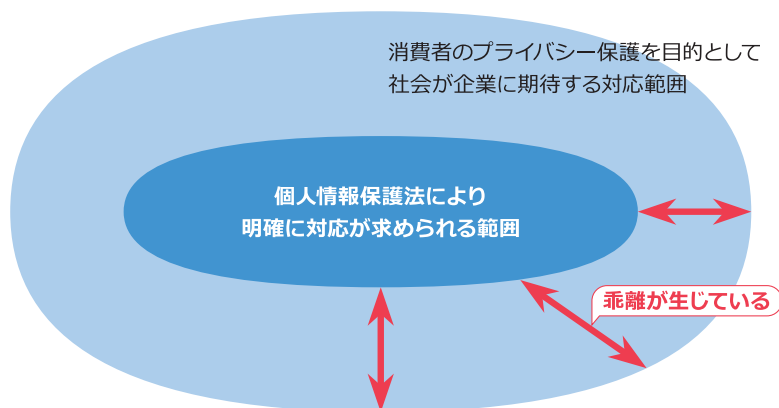 消費者のプライバシー保護を目的として
社会が企業に期待する対応範囲
個人情報保護法により
明確に対応が求められる範囲
乖離が生じている